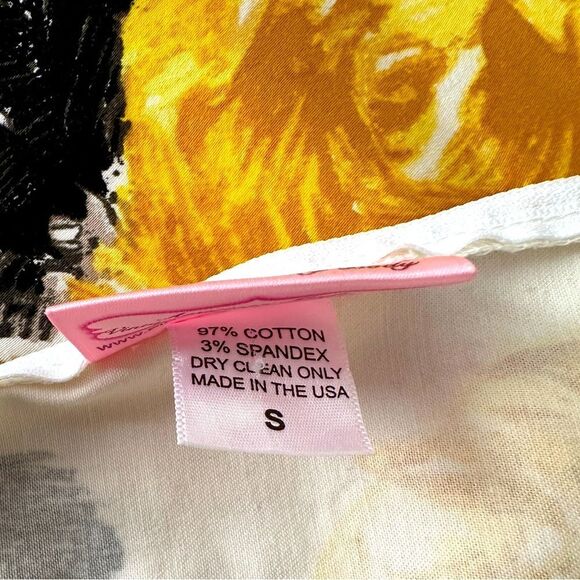 97% COTTON
3% SPANDEX
DRY CLEAN ONLY
MADE IN THE USA
S